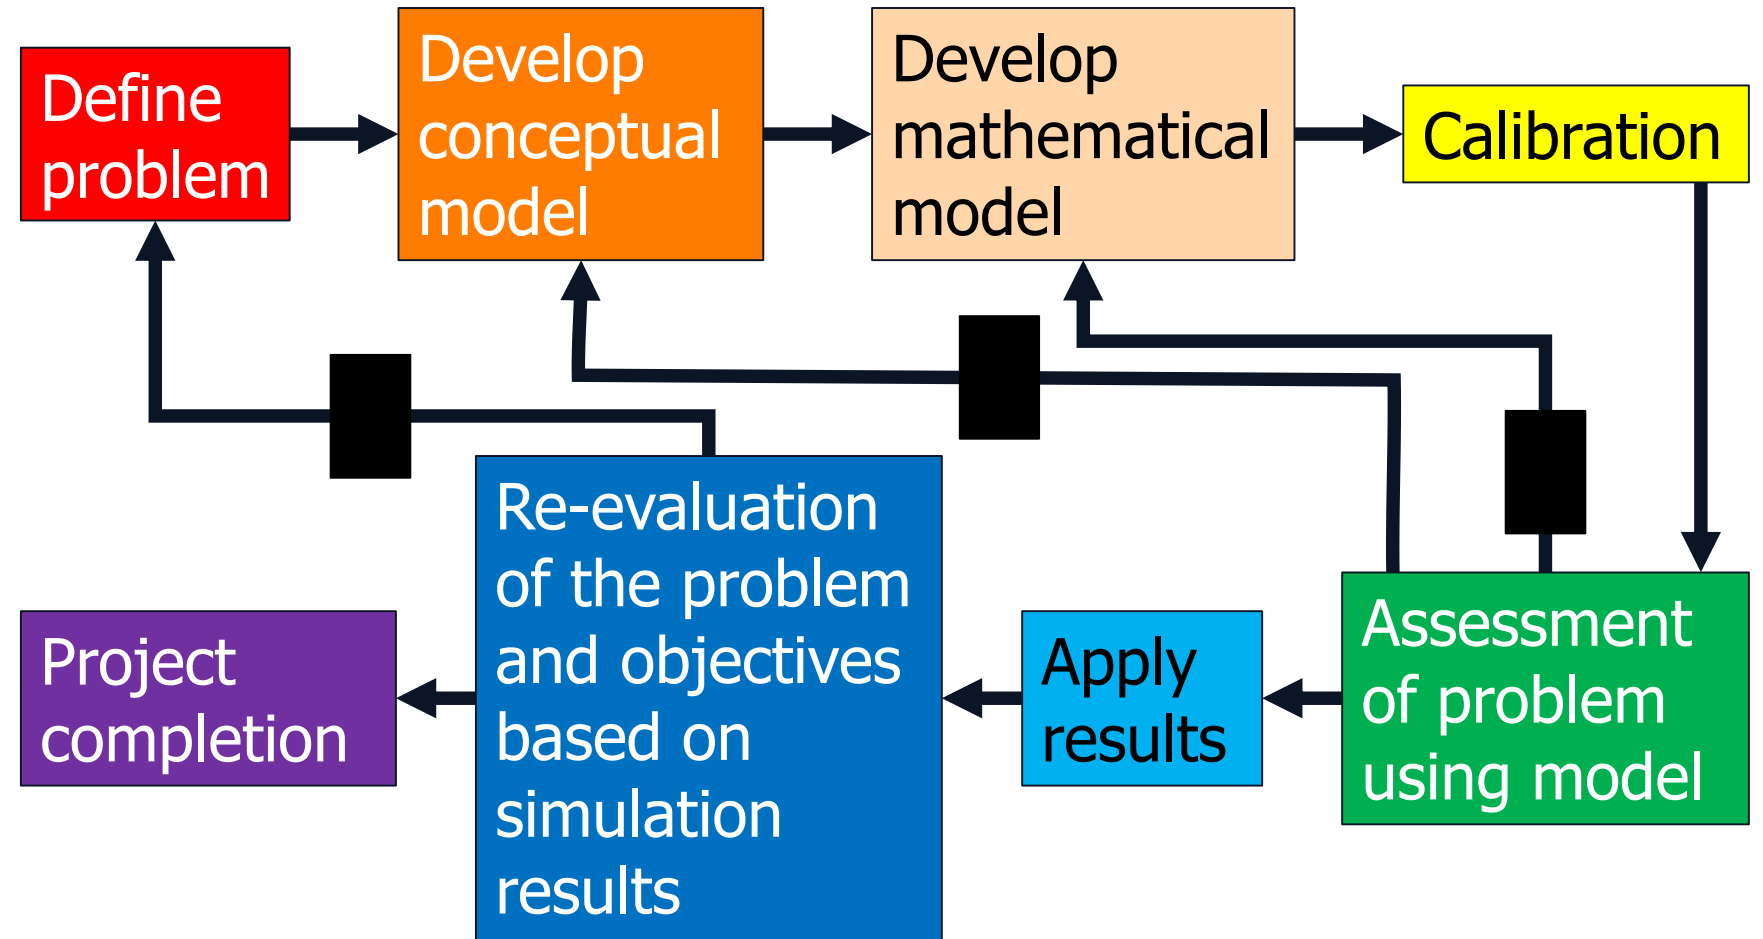 Define
problem
Develop
conceptual
model
Develop
mathematical
model
Calibration
Assessment
of problem
using model
Apply
results
Re-evaluation
of the problem
and objectives
based on
simulation
results
Project
completion